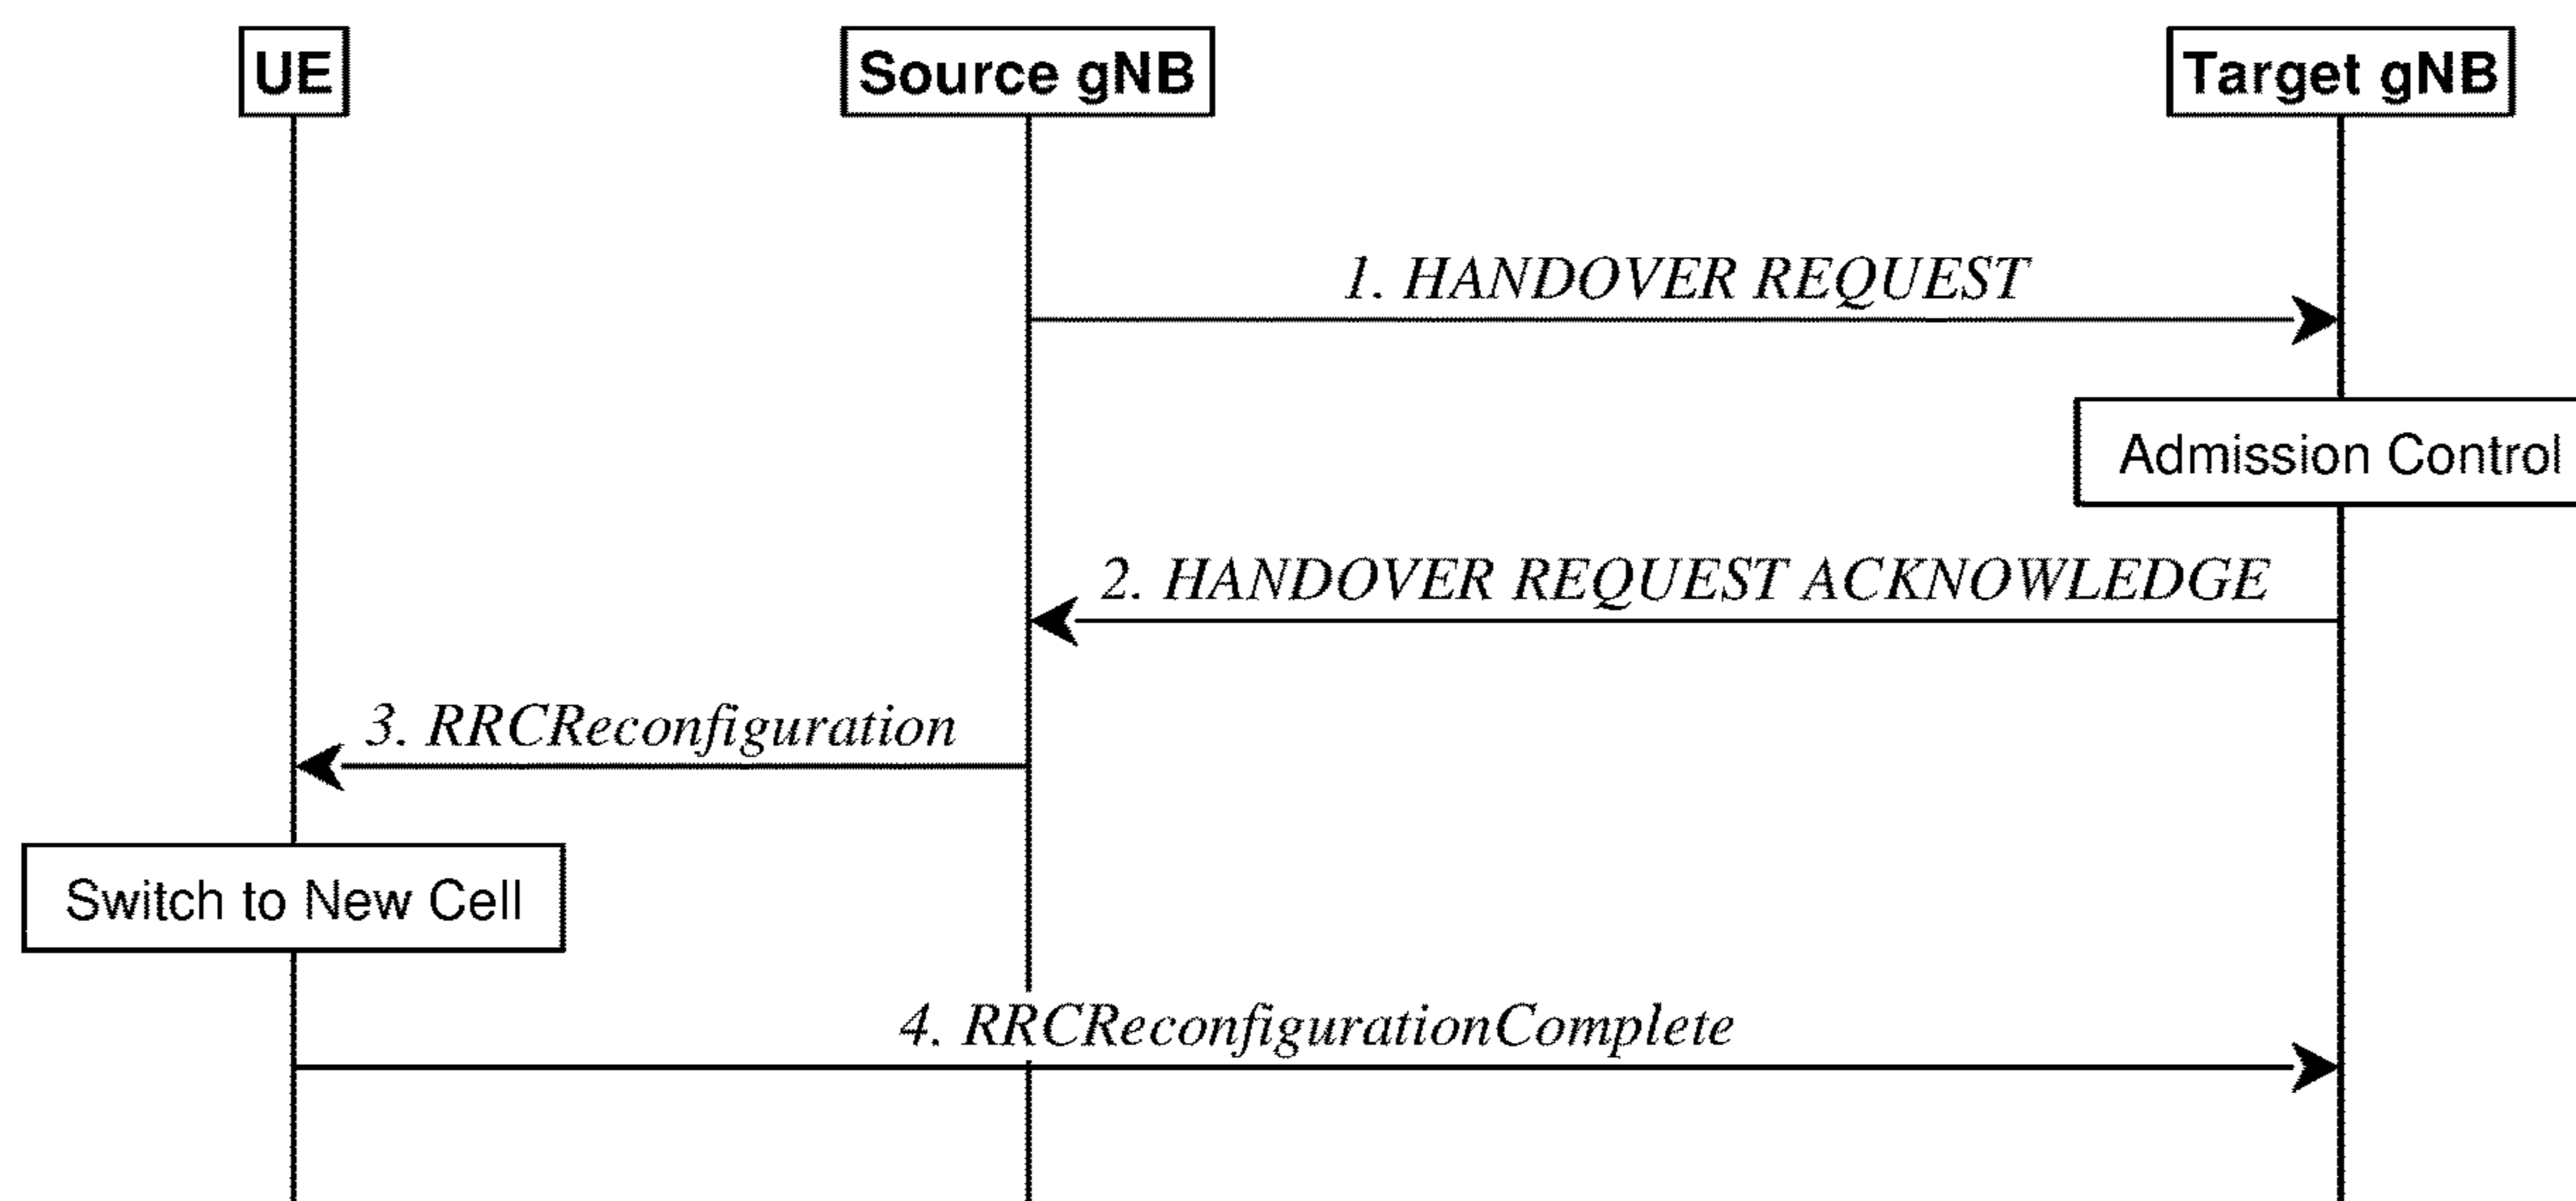 UE
Source gNB
Target gNB
1. HANDOVER REQUEST
Admission Control
2. HANDOVER REQUEST ACKNOWLEDGE
3. RRCReconfiguration
Switch to New Cell
4. RRCReconfigurationComplete